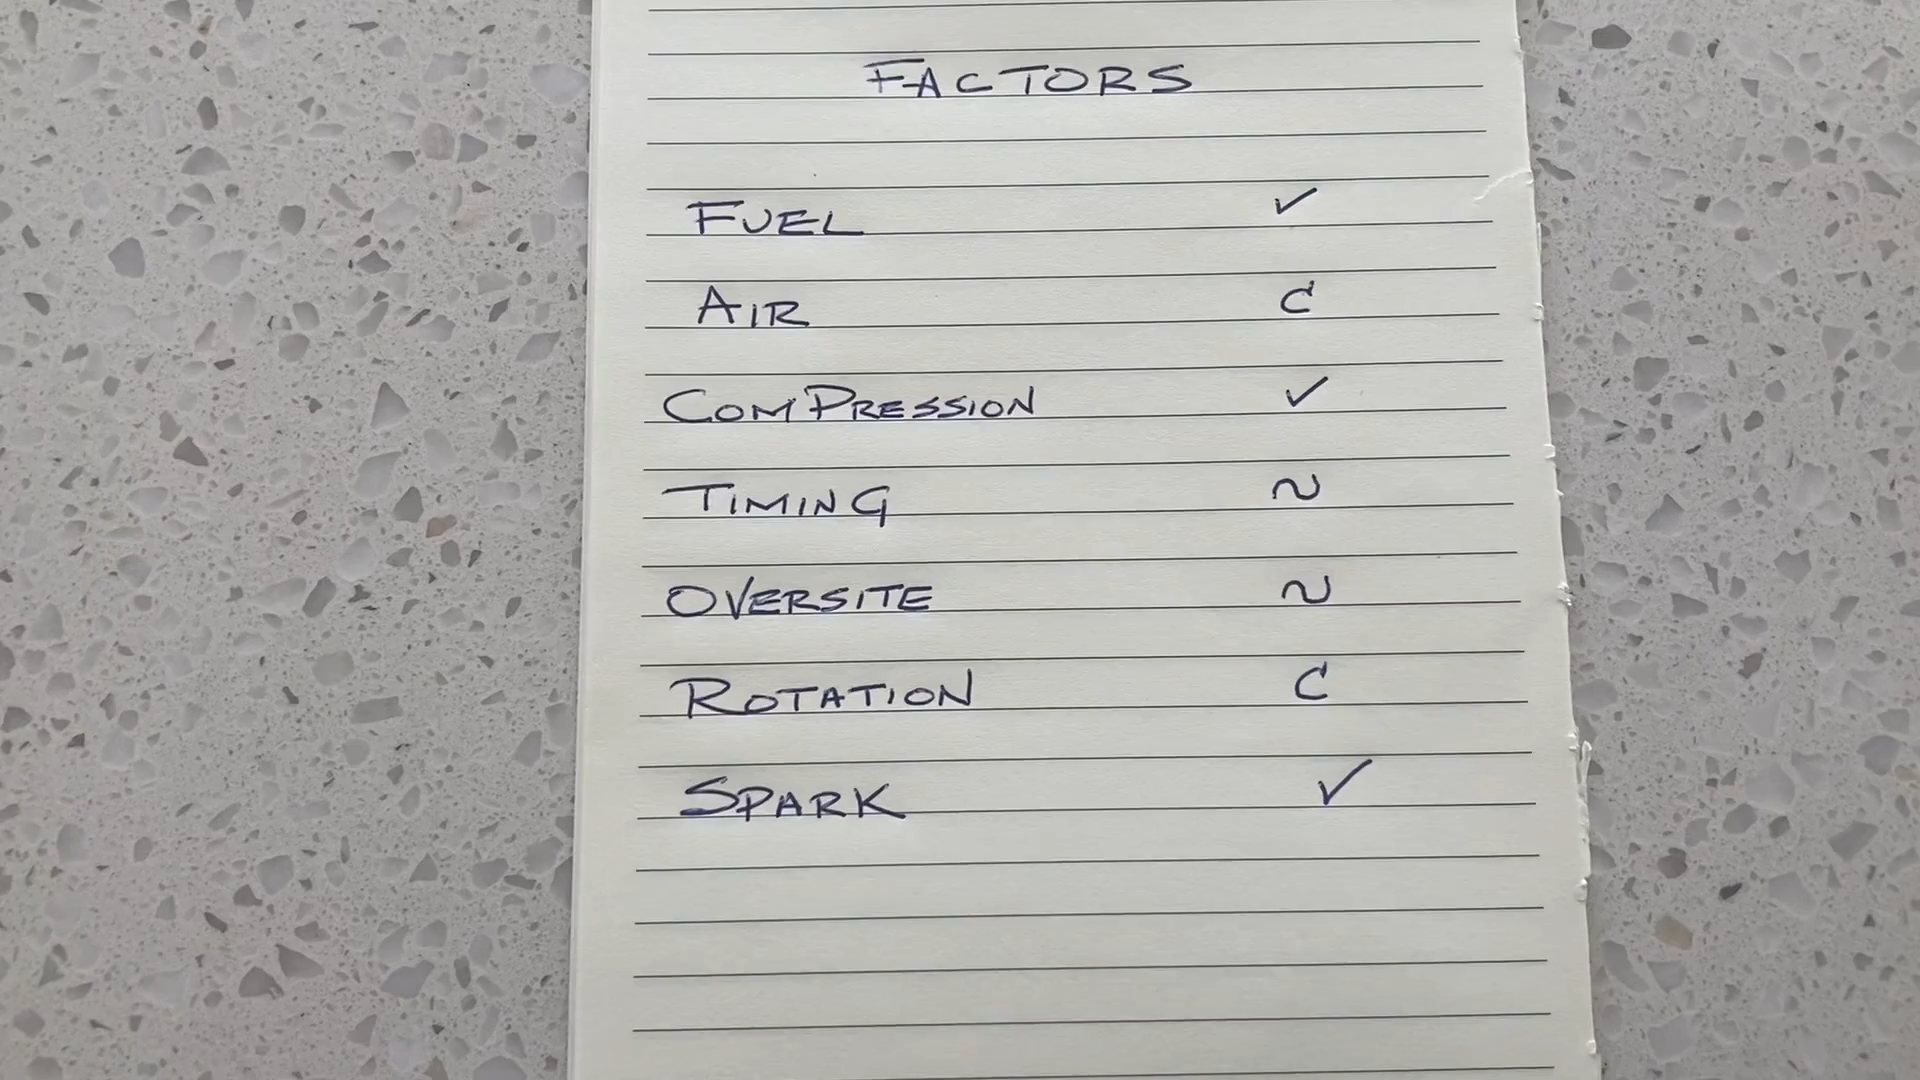 FACTORS
FUEL ✓
AIR C
COMPRESSION ✓
TIMING ~
OVERSITE ~
ROTATION C
SPARK ✓